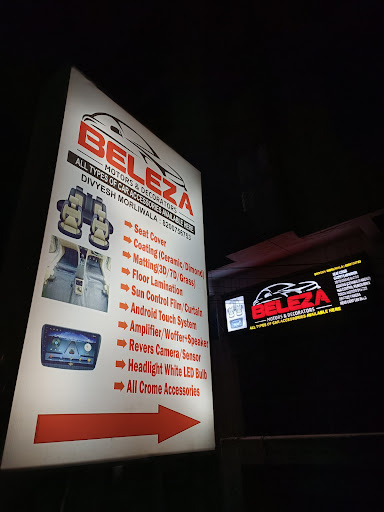 BELEZA
MOTORS & DECORATORS
ALL TYPES OF CAR ACCESSORIES AVAILABLE HERE
DIVYESH MORLIWALA
Seat Cover
Coating (Ceramic/Dimond)
Matting(3D/7D/Grass)
Floor Lamination
Sun Control Film/Curtain
Android Touch System
Amplifier/Woffer+Speaker
Revers Camera/Sensor
Headlight White LED Bulb
All Crome Accessories
BELEZA
MOTORS & DECORATORS
ALL TYPES OF CAR ACCESSORIES AVAILABLE HERE